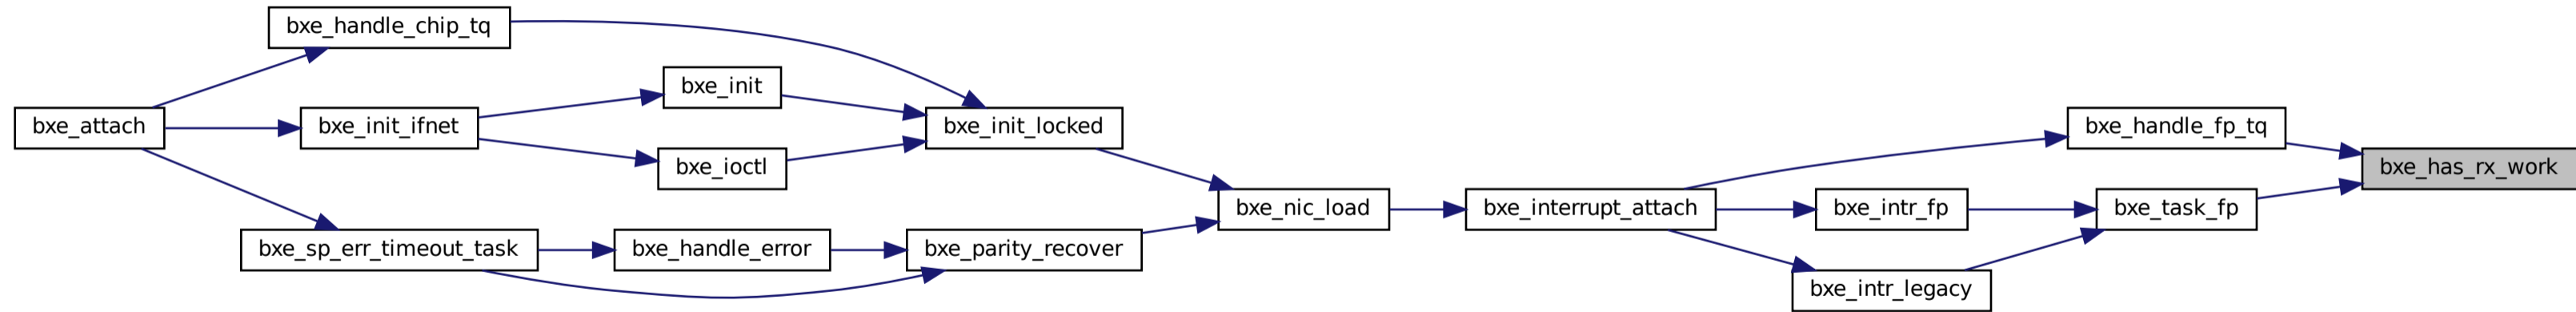 bxe_handle_chip_tq
bxe_init
bxe_attach
bxe_init_ifnet
bxe_init_locked
bxe_handle_fp_tq
bxe_ioctl
bxe_has_rx_work
bxe_nic_load
bxe_interrupt_attach
bxe_intr_fp
bxe_task_fp
bxe_sp_err_timeout_task
bxe_handle_error
bxe_parity_recover
bxe_intr_legacy